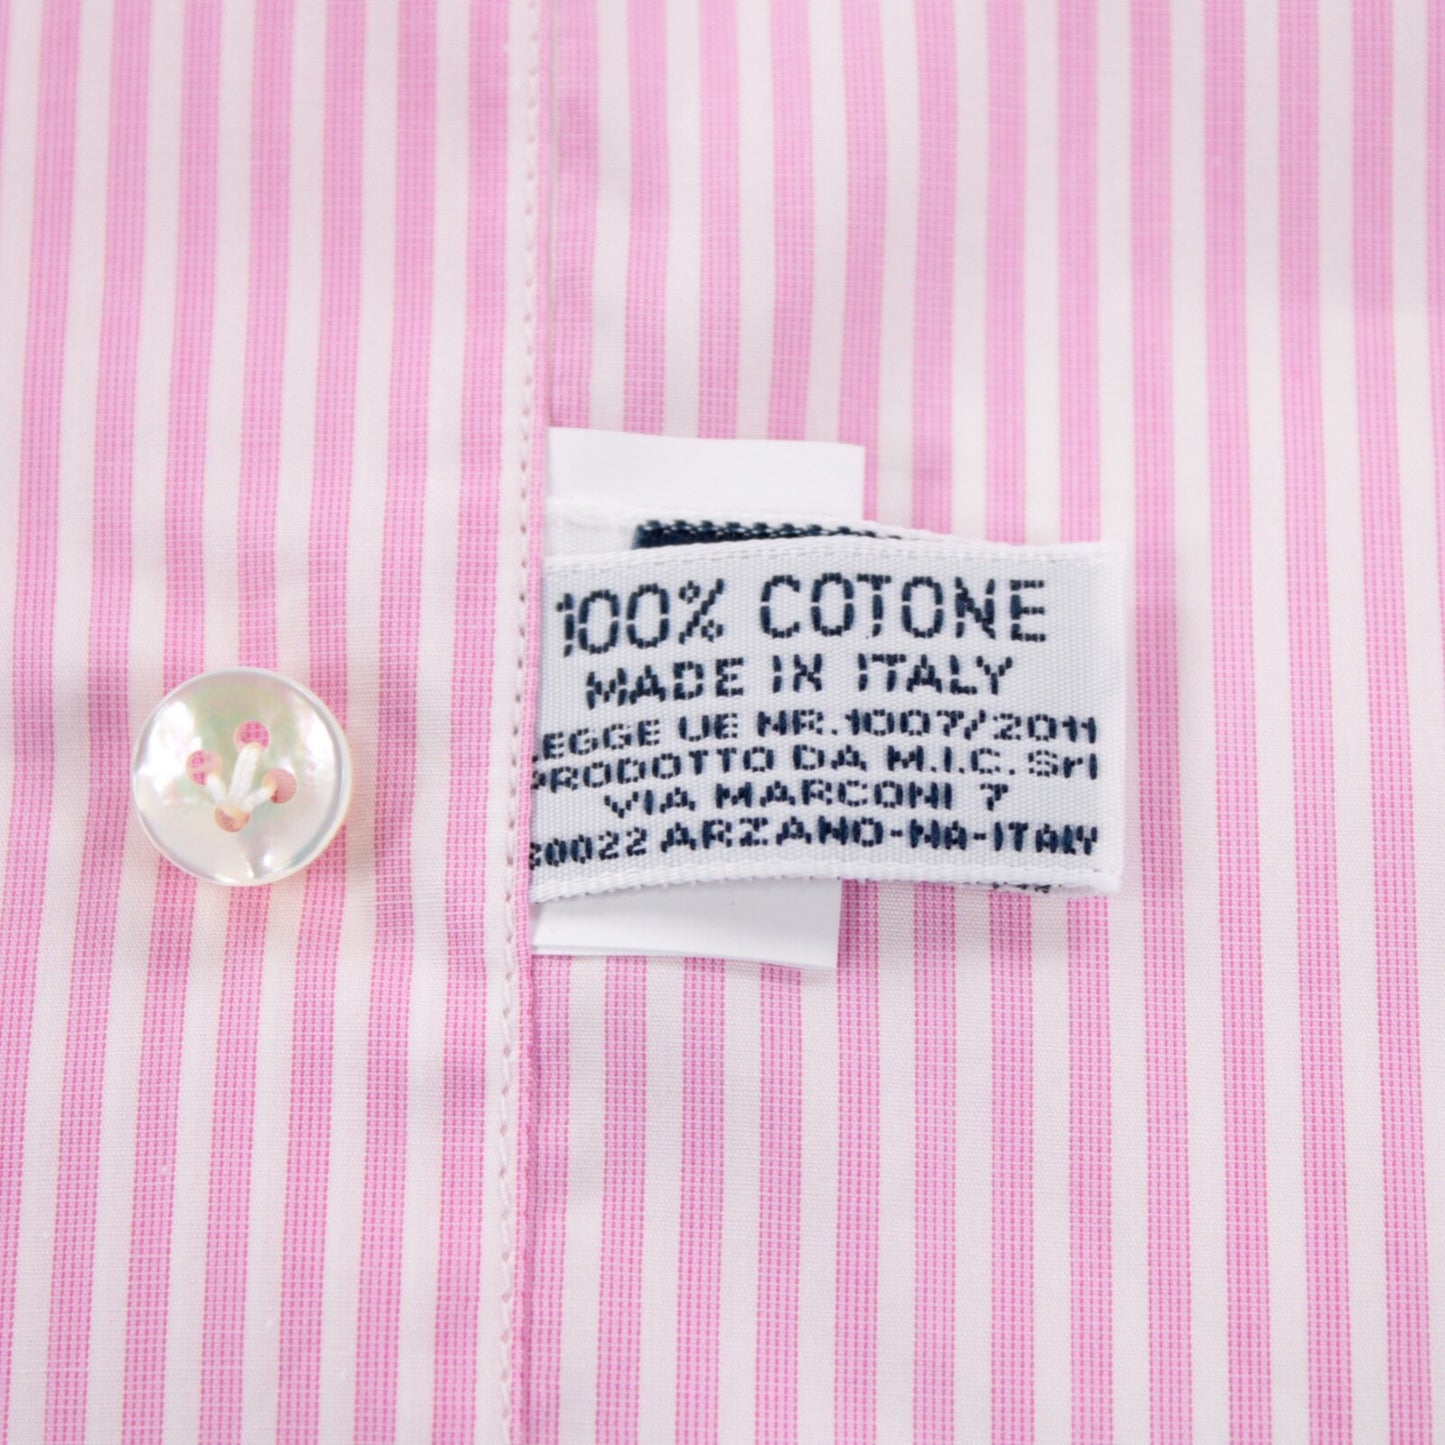 100% COTONE
MADE IN ITALY
LEGGE UE NR.1007/2011
PRODOTTO DA M.I.C. Srl
VIA MARCONI 7
80022 ARZANO-NA-ITALY